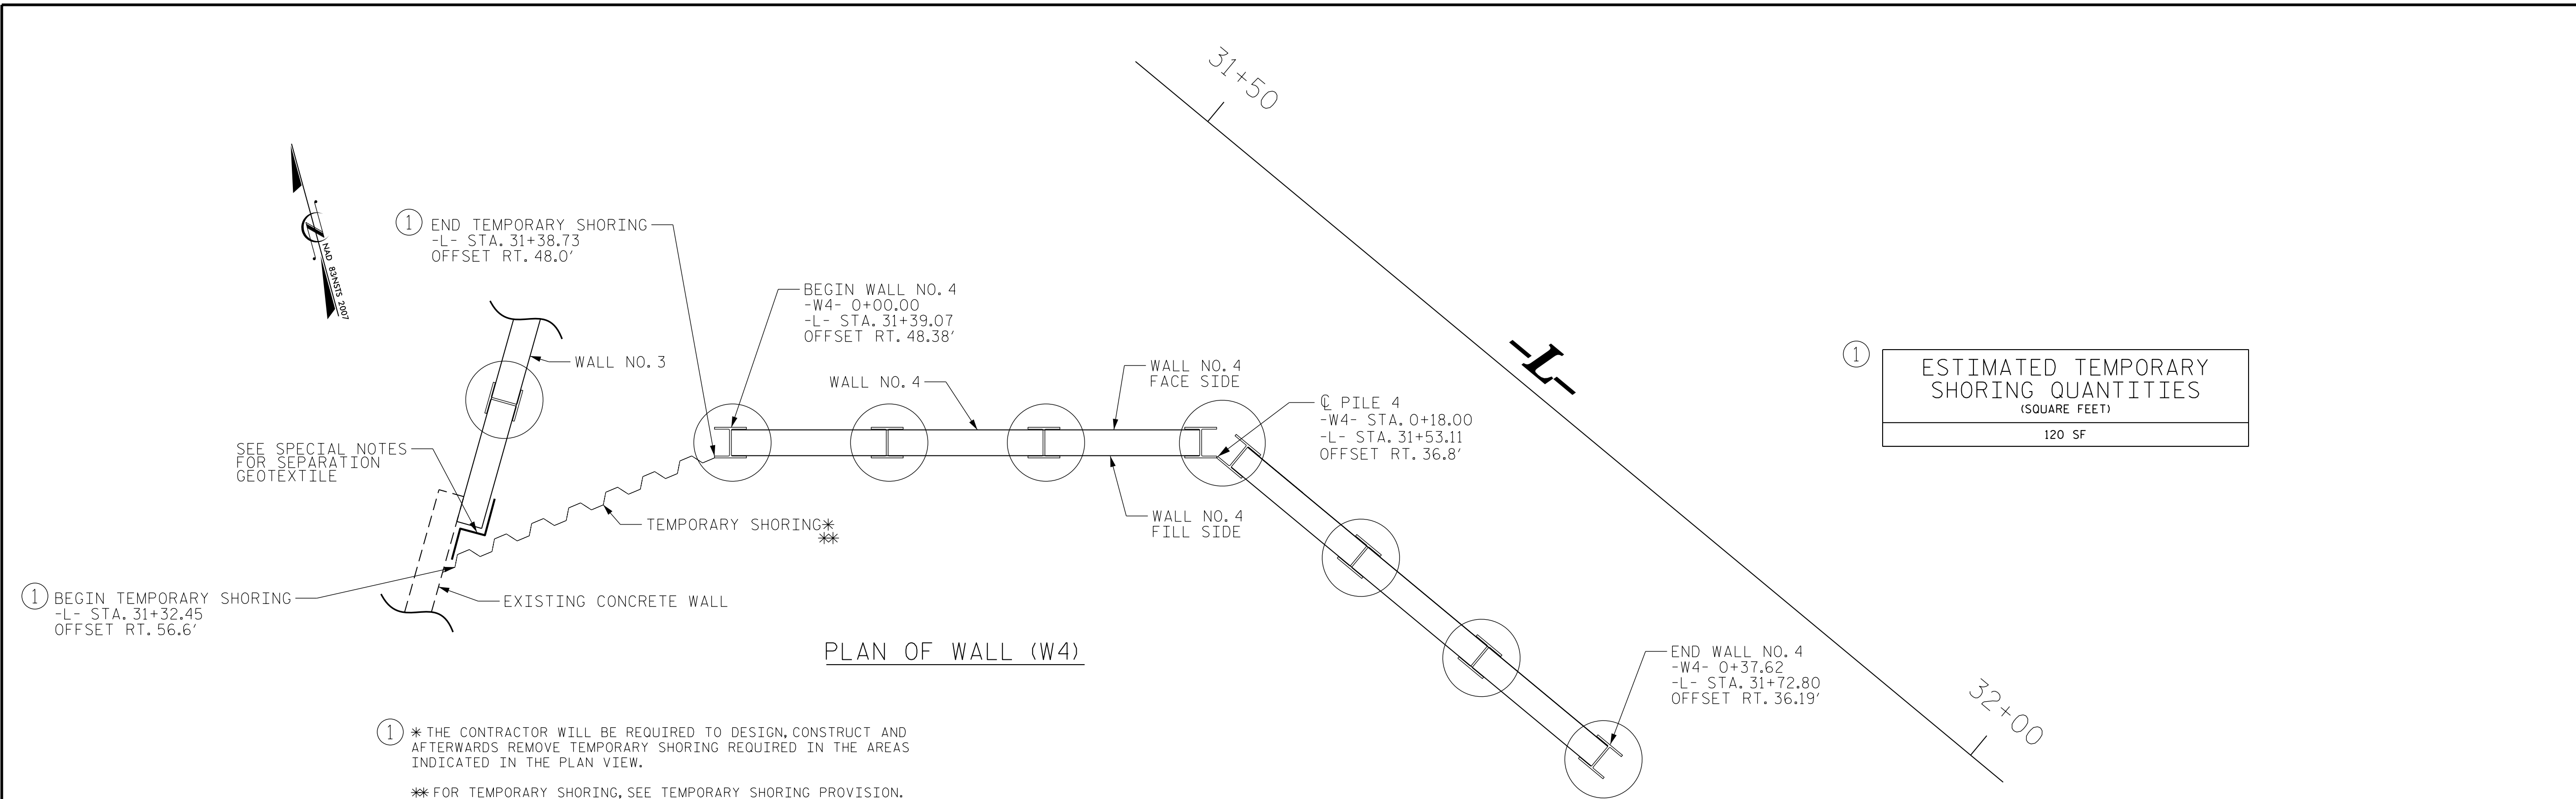 31+50
1 END TEMPORARY SHORING
-L- STA. 31+38.73
OFFSET RT. 48.0'
NAD 83/NSTS 2007
BEGIN WALL NO. 4
-W4- 0+00.00
-L- STA. 31+39.07
OFFSET RT. 48.38'
WALL NO. 3
WALL NO. 4
WALL NO. 4
FACE SIDE
-L-
1
ESTIMATED TEMPORARY
SHORING QUANTITIES
(SQUARE FEET)
120 SF
℄ PILE 4
-W4- STA. 0+18.00
-L- STA. 31+53.11
OFFSET RT. 36.8'
SEE SPECIAL NOTES
FOR SEPARATION
GEOTEXTILE
TEMPORARY SHORING*
**
WALL NO. 4
FILL SIDE
1 BEGIN TEMPORARY SHORING
-L- STA. 31+32.45
OFFSET RT. 56.6'
EXISTING CONCRETE WALL
PLAN OF WALL (W4)
END WALL NO. 4
-W4- 0+37.62
-L- STA. 31+72.80
OFFSET RT. 36.19'
32+00
1 * THE CONTRACTOR WILL BE REQUIRED TO DESIGN, CONSTRUCT AND
AFTERWARDS REMOVE TEMPORARY SHORING REQUIRED IN THE AREAS
INDICATED IN THE PLAN VIEW.
** FOR TEMPORARY SHORING, SEE TEMPORARY SHORING PROVISION.